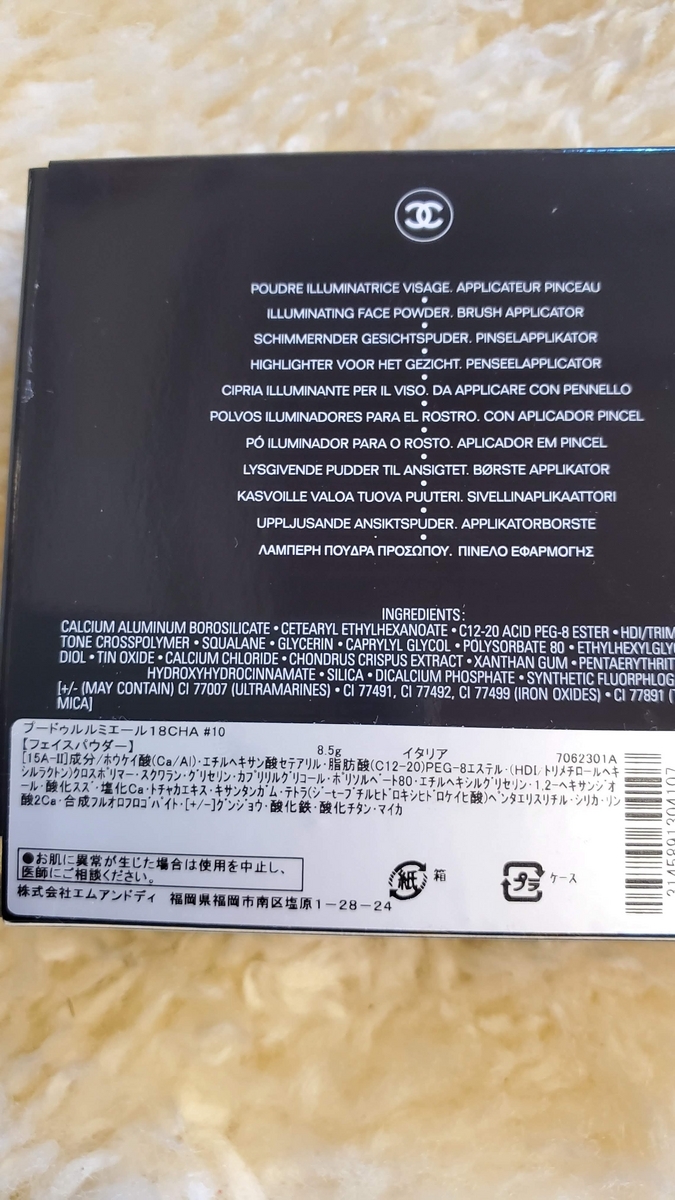 POUDRE ILLUMINATRICE VISAGE. APPLICATEUR PINCEAU
ILLUMINATING FACE POWDER. BRUSH APPLICATOR
SCHIMMERNDER GESICHTSPUDER. PINSELAPPLIKATOR
HIGHLIGHTER VOOR HET GEZICHT. PENSEELAPPLICATOR
CIPRIA ILLUMINANTE PER IL VISO. DA APPLICARE CON PENNELLO
POLVOS ILUMINADORES PARA EL ROSTRO. CON APLICADOR PINCEL
PÓ ILUMINADOR PARA O ROSTO. APLICADOR EM PINCEL
LYSGIVENDE PUDDER TIL ANSIGTET. BØRSTE APPLIKATOR
KASVOILLE VALOA TUOVA PUUTERI. SIVELLINAPLIKAATTORI
UPPLJUSANDE ANSIKTSPUDER. APPLIKATORBORSTE
ΛΑΜΠΕΡΗ ΠΟΥΔΡΑ ΠΡΟΣΩΠΟΥ. ΠΙΝΕΛΟ ΕΦΑΡΜΟΓΗΣ
INGREDIENTS:
CALCIUM ALUMINUM BOROSILICATE • CETEARYL ETHYLHEXANOATE • C12-20 ACID PEG-8 ESTER • HDI/TRIM
TONE CROSSPOLYMER • SQUALANE • GLYCERIN • CAPRYLYL GLYCOL • POLYSORBATE 80 • ETHYLHEXYLGLY
DIOL • TIN OXIDE • CALCIUM CHLORIDE • CHONDRUS CRISPUS EXTRACT • XANTHAN GUM • PENTAERYTHRIT
HYDROXYHYDROCINNAMATE • SILICA • DICALCIUM PHOSPHATE • SYNTHETIC FLUORPHLOG
[+/- (MAY CONTAIN) CI 77007 (ULTRAMARINES) • CI 77491, CI 77492, CI 77499 (IRON OXIDES) • CI 77891 (T
MICA]
プードゥルルミエール18CHA #10
【フェイスパウダー】 8.5g イタリア 7062301A
[15A-II]成分/ホウケイ酸(Ca/Al)・エチルヘキサン酸セテアリル・脂肪酸(C12-20)PEG-8エステル・(HDI/トリメチロールヘキ
シルラクトン)クロスポリマー・スクワラン・グリセリン・カプリリルグリコール・ポリソルベート80・エチルヘキシルグリセリン・1,2-ヘキサンジオ
ール・酸化スズ・塩化Ca・トチャカエキス・キサンタンガム・テトラ(ジ-t-ブチルヒドロキシヒドロケイヒ酸)ペンタエリスリチル・シリカ・リン
酸2Ca・合成フルオロフロゴパイト・[+/-]グンジョウ・酸化鉄・酸化チタン・マイカ
●お肌に異常が生じた場合は使用を中止し、
医師にご相談ください。
紙 箱 プラ ケース
株式会社エムアンドディ 福岡県福岡市南区塩原1-28-24
3145891304107